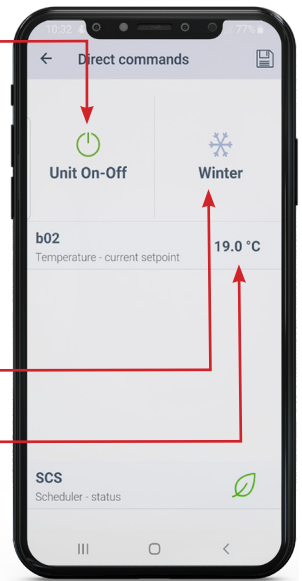 10:32
77%
Direct commands
Unit On-Off
Winter
b02
Temperature - current setpoint
19.0 °C
SCS
Scheduler - status